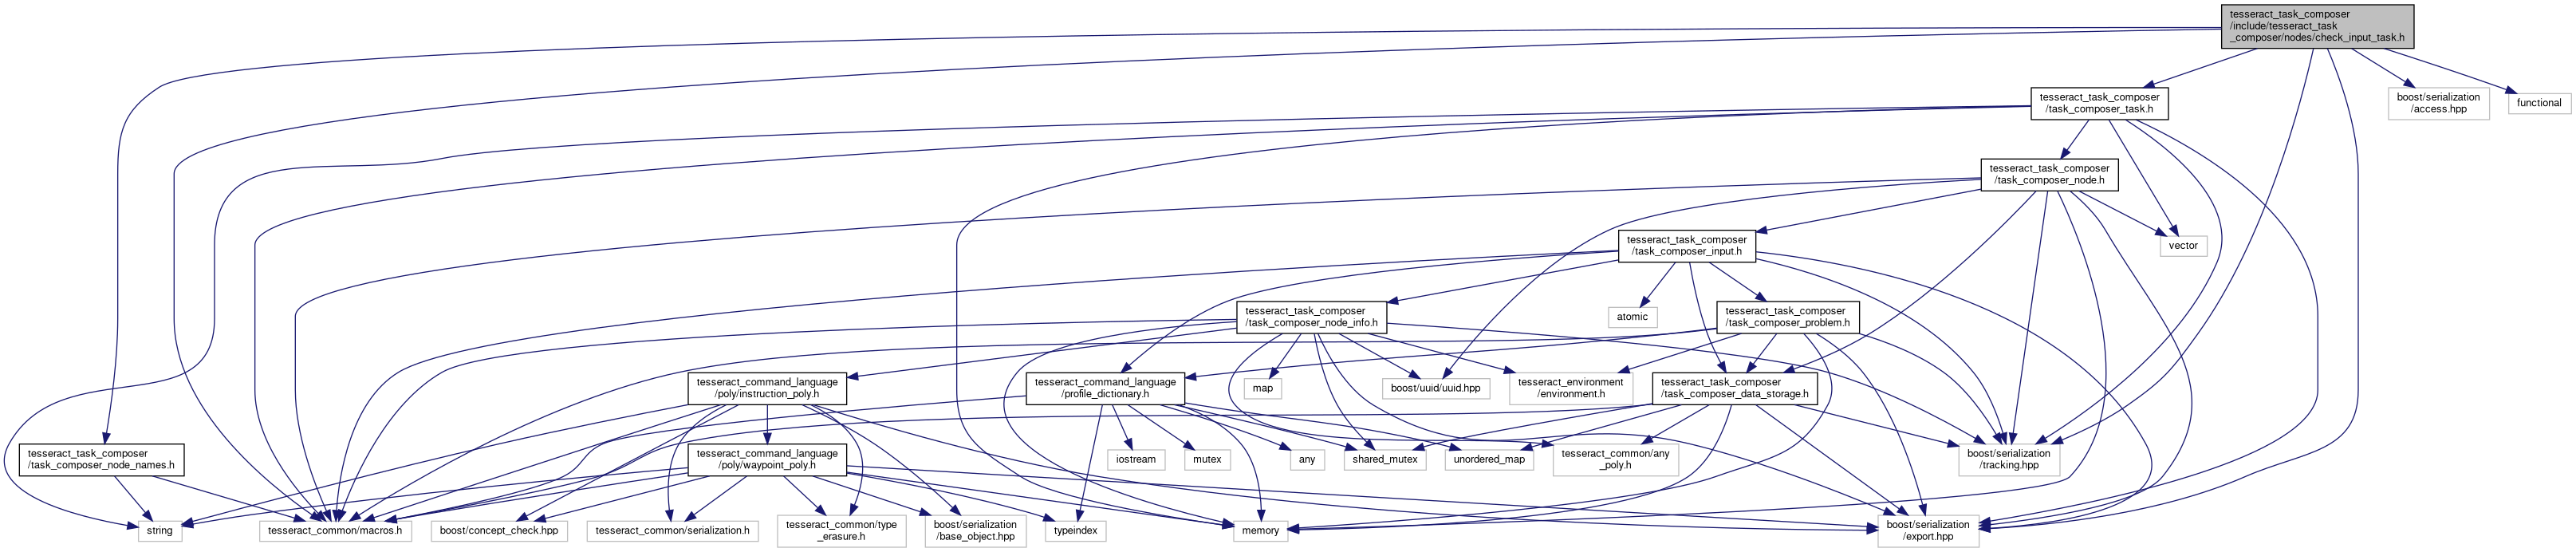 tesseract_task_composer
/include/tesseract_task
_composer/nodes/check_input_task.h
tesseract_task_composer
/task_composer_task.h
boost/serialization
/access.hpp
functional
tesseract_task_composer
/task_composer_node.h
tesseract_task_composer
/task_composer_input.h
vector
tesseract_task_composer
/task_composer_node_info.h
atomic
tesseract_task_composer
/task_composer_problem.h
tesseract_command_language
/poly/instruction_poly.h
tesseract_command_language
/profile_dictionary.h
map
boost/uuid/uuid.hpp
tesseract_environment
/environment.h
tesseract_task_composer
/task_composer_data_storage.h
tesseract_task_composer
/task_composer_node_names.h
tesseract_command_language
/poly/waypoint_poly.h
iostream
mutex
any
shared_mutex
unordered_map
tesseract_common/any
_poly.h
boost/serialization
/tracking.hpp
string
tesseract_common/macros.h
boost/concept_check.hpp
tesseract_common/serialization.h
tesseract_common/type
_erasure.h
boost/serialization
/base_object.hpp
typeindex
memory
boost/serialization
/export.hpp